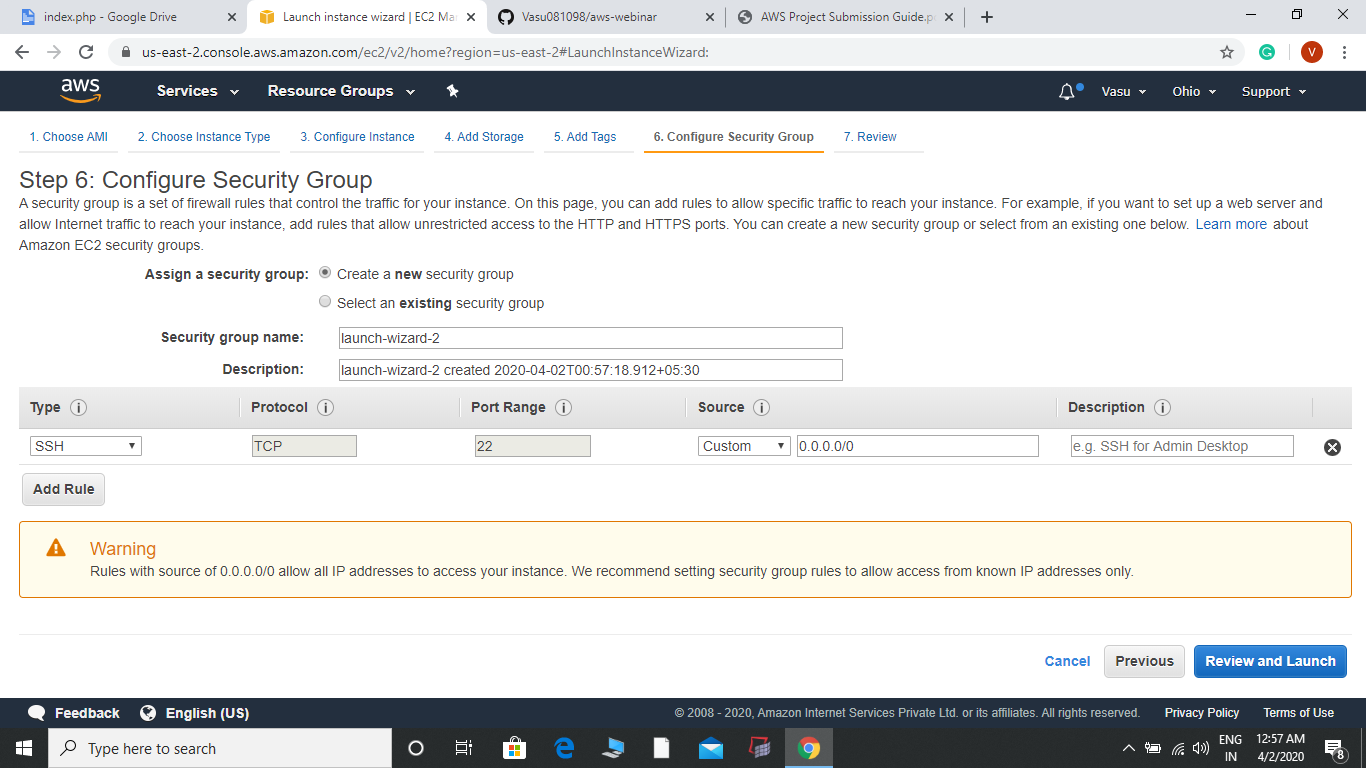 index.php - Google Drive
Launch instance wizard | EC2 Ma
Vasu081098/aws-webinar
AWS Project Submission Guide.p
us-east-2.console.aws.amazon.com/ec2/v2/home?region=us-east-2#LaunchInstanceWizard:
V
aws
Services
Resource Groups
Vasu
Ohio
Support
1. Choose AMI
2. Choose Instance Type
3. Configure Instance
4. Add Storage
5. Add Tags
6. Configure Security Group
7. Review
Step 6: Configure Security Group
A security group is a set of firewall rules that control the traffic for your instance. On this page, you can add rules to allow specific traffic to reach your instance. For example, if you want to set up a web server and
allow Internet traffic to reach your instance, add rules that allow unrestricted access to the HTTP and HTTPS ports. You can create a new security group or select from an existing one below. Learn more about
Amazon EC2 security groups.
Assign a security group: Create a new security group
Select an existing security group
Security group name: launch-wizard-2
Description: launch-wizard-2 created 2020-04-02T00:57:18.912+05:30
Type i Protocol i Port Range i Source i Description i
SSH TCP 22 Custom 0.0.0.0/0 e.g. SSH for Admin Desktop
Add Rule
Warning
Rules with source of 0.0.0.0/0 allow all IP addresses to access your instance. We recommend setting security group rules to allow access from known IP addresses only.
Cancel Previous Review and Launch
Feedback English (US) © 2008 - 2020, Amazon Internet Services Private Ltd. or its affiliates. All rights reserved. Privacy Policy Terms of Use
Type here to search
ENG
IN
12:57 AM
4/2/2020
8